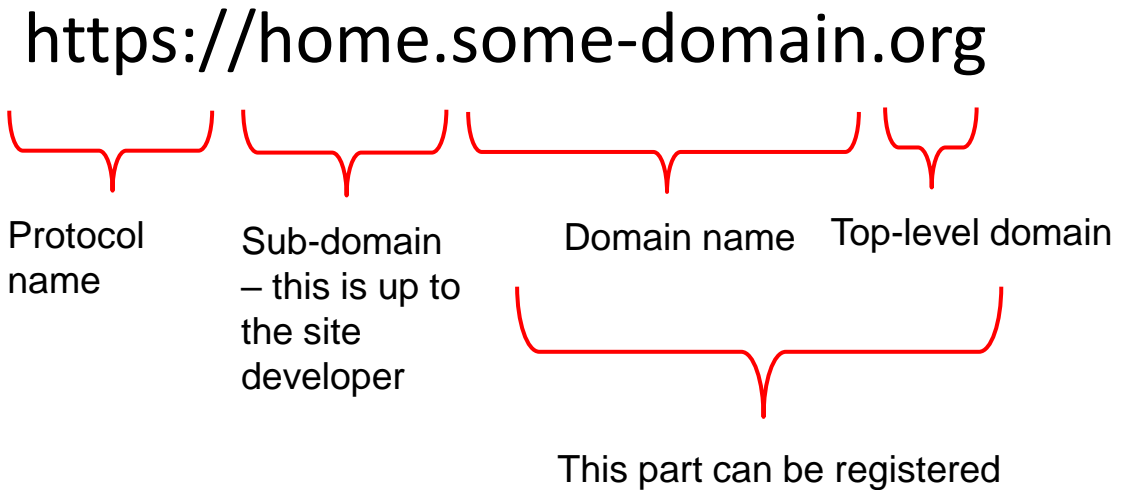 https://home.some-domain.org
Protocol
name
Sub-domain
– this is up to
the site
developer
Domain name
Top-level domain
This part can be registered